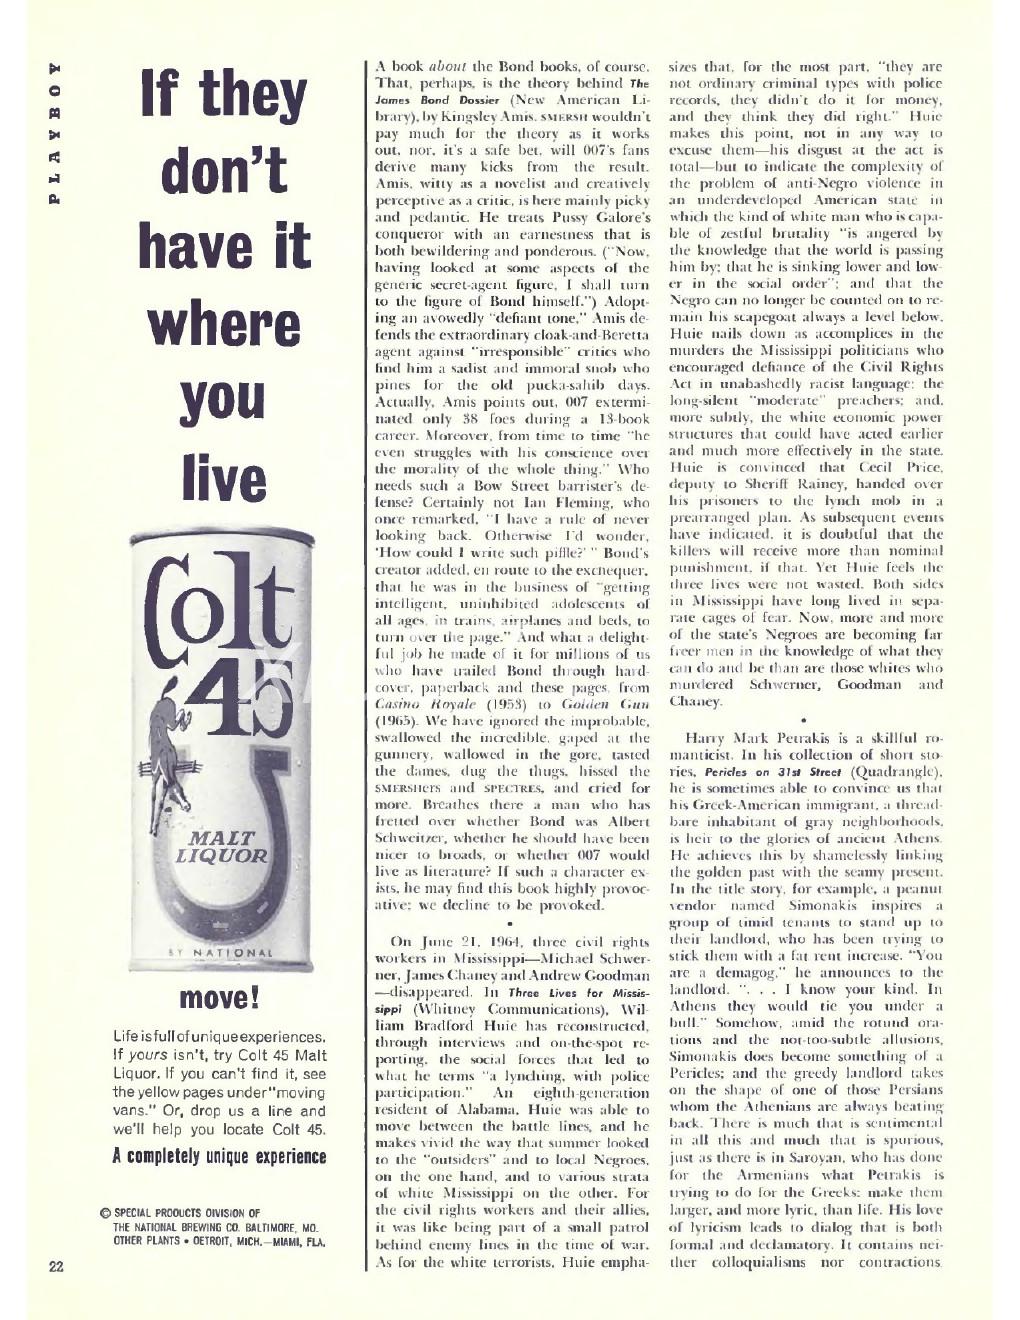 PLAYBOY
If they
don't
have it
where
you
live
Colt
45
MALT
LIQUOR
BY NATIONAL
move!
Life is full of unique experiences.
If yours isn't, try Colt 45 Malt
Liquor. If you can't find it, see
the yellow pages under "moving
vans." Or, drop us a line and
we'll help you locate Colt 45.
A completely unique experience
© SPECIAL PRODUCTS DIVISION OF
THE NATIONAL BREWING CO. BALTIMORE, MD.
OTHER PLANTS • DETROIT, MICH.—MIAMI, FLA.
22
A book about the Bond books, of course.
That, perhaps, is the theory behind The
James Bond Dossier (New American Li-
brary), by Kingsley Amis. SMERSH wouldn't
pay much for the theory as it works
out, nor, it's a safe bet, will 007's fans
derive many kicks from the result.
Amis, witty as a novelist and creatively
perceptive as a critic, is here mainly picky
and pedantic. He treats Pussy Galore's
conqueror with an earnestness that is
both bewildering and ponderous. ("Now,
having looked at some aspects of the
generic secret-agent figure, I shall turn
to the figure of Bond himself.") Adopt-
ing an avowedly "defiant tone," Amis de-
fends the extraordinary cloak-and-Beretta
agent against "irresponsible" critics who
find him a sadist and immoral snob who
pines for the old pucka-sahib days.
Actually, Amis points out, 007 extermi-
nated only 38 foes during a 13-book
career. Moreover, from time to time "he
even struggles with his conscience over
the morality of the whole thing." Who
needs such a Bow Street barrister's de-
fense? Certainly not Ian Fleming, who
once remarked, "I have a rule of never
looking back. Otherwise I'd wonder,
'How could I write such piffle?' " Bond's
creator added, en route to the exchequer,
that he was in the business of "getting
intelligent, uninhibited adolescents of
all ages, in trains, airplanes and beds, to
turn over the page." And what a delight-
ful job he made of it for millions of us
who have trailed Bond through hard-
cover, paperback and these pages, from
Casino Royale (1953) to Golden Gun
(1965). We have ignored the improbable,
swallowed the incredible, gaped at the
gunnery, wallowed in the gore, tasted
the dames, dug the thugs, hissed the
SMERSHers and SPECTRES, and cried for
more. Breathes there a man who has
fretted over whether Bond was Albert
Schweitzer, whether he should have been
nicer to broads, or whether 007 would
live as literature? If such a character ex-
ists, he may find this book highly provoc-
ative; we decline to be provoked.
•
On June 21, 1964, three civil rights
workers in Mississippi—Michael Schwer-
ner, James Chaney and Andrew Goodman
—disappeared. In Three Lives for Missis-
sippi (Whitney Communications), Wil-
liam Bradford Huie has reconstructed,
through interviews and on-the-spot re-
porting, the social forces that led to
what he terms "a lynching, with police
participation." An eighth-generation
resident of Alabama, Huie was able to
move between the battle lines, and he
makes vivid the way that summer looked
to the "outsiders" and to local Negroes,
on the one hand, and to various strata
of white Mississippi on the other. For
the civil rights workers and their allies,
it was like being part of a small patrol
behind enemy lines in the time of war.
As for the white terrorists, Huie empha-
sizes that, for the most part, "they are
not ordinary criminal types with police
records, they didn't do it for money,
and they think they did right." Huie
makes this point, not in any way to
excuse them—his disgust at the act is
total—but to indicate the complexity of
the problem of anti-Negro violence in
an underdeveloped American state in
which the kind of white man who is capa-
ble of zestful brutality "is angered by
the knowledge that the world is passing
him by; that he is sinking lower and low-
er in the social order"; and that the
Negro can no longer be counted on to re-
main his scapegoat always a level below.
Huie nails down as accomplices in the
murders the Mississippi politicians who
encouraged defiance of the Civil Rights
Act in unabashedly racist language; the
long-silent "moderate" preachers; and,
more subtly, the white economic power
structures that could have acted earlier
and much more effectively in the state.
Huie is convinced that Cecil Price,
deputy to Sheriff Rainey, handed over
his prisoners to the lynch mob in a
prearranged plan. As subsequent events
have indicated, it is doubtful that the
killers will receive more than nominal
punishment, if that. Yet Huie feels the
three lives were not wasted. Both sides
in Mississippi have long lived in sepa-
rate cages of fear. Now, more and more
of the state's Negroes are becoming far
freer men in the knowledge of what they
can do and be than are those whites who
murdered Schwerner, Goodman and
Chaney.
•
Harry Mark Petrakis is a skillful ro-
manticist. In his collection of short sto-
ries, Pericles on 31st Street (Quadrangle),
he is sometimes able to convince us that
his Greek-American immigrant, a thread-
bare inhabitant of gray neighborhoods,
is heir to the glories of ancient Athens.
He achieves this by shamelessly linking
the golden past with the seamy present.
In the title story, for example, a peanut
vendor named Simonakis inspires a
group of timid tenants to stand up to
their landlord, who has been trying to
stick them with a fat rent increase. "You
are a demagog," he announces to the
landlord. ". . . I know your kind. In
Athens they would tie you under a
bull." Somehow, amid the rotund ora-
tions and the not-too-subtle allusions,
Simonakis does become something of a
Pericles; and the greedy landlord takes
on the shape of one of those Persians
whom the Athenians are always beating
back. There is much that is sentimental
in all this and much that is spurious,
just as there is in Saroyan, who has done
for the Armenians what Petrakis is
trying to do for the Greeks: make them
larger, and more lyric, than life. His love
of lyricism leads to dialog that is both
formal and declamatory. It contains nei-
ther colloquialisms nor contractions.